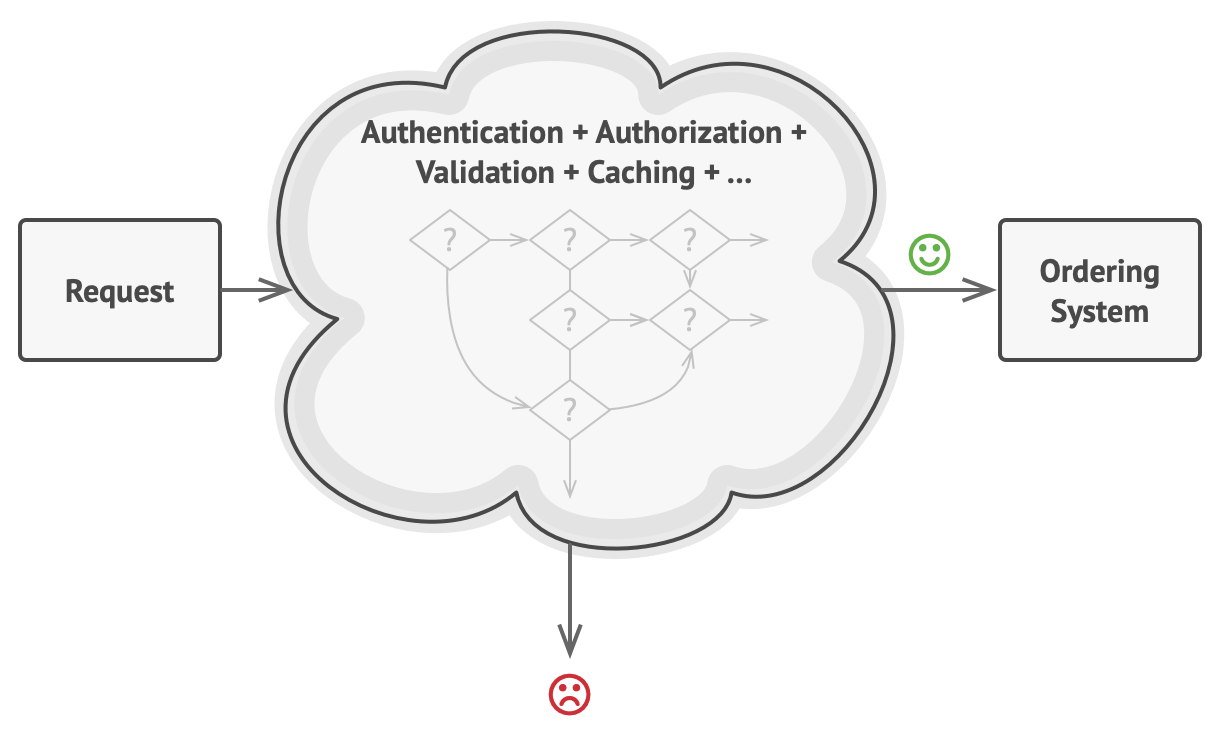 Authentication + Authorization +
Validation + Caching + ...
? ? ?
Request
Ordering
System
? ?
?